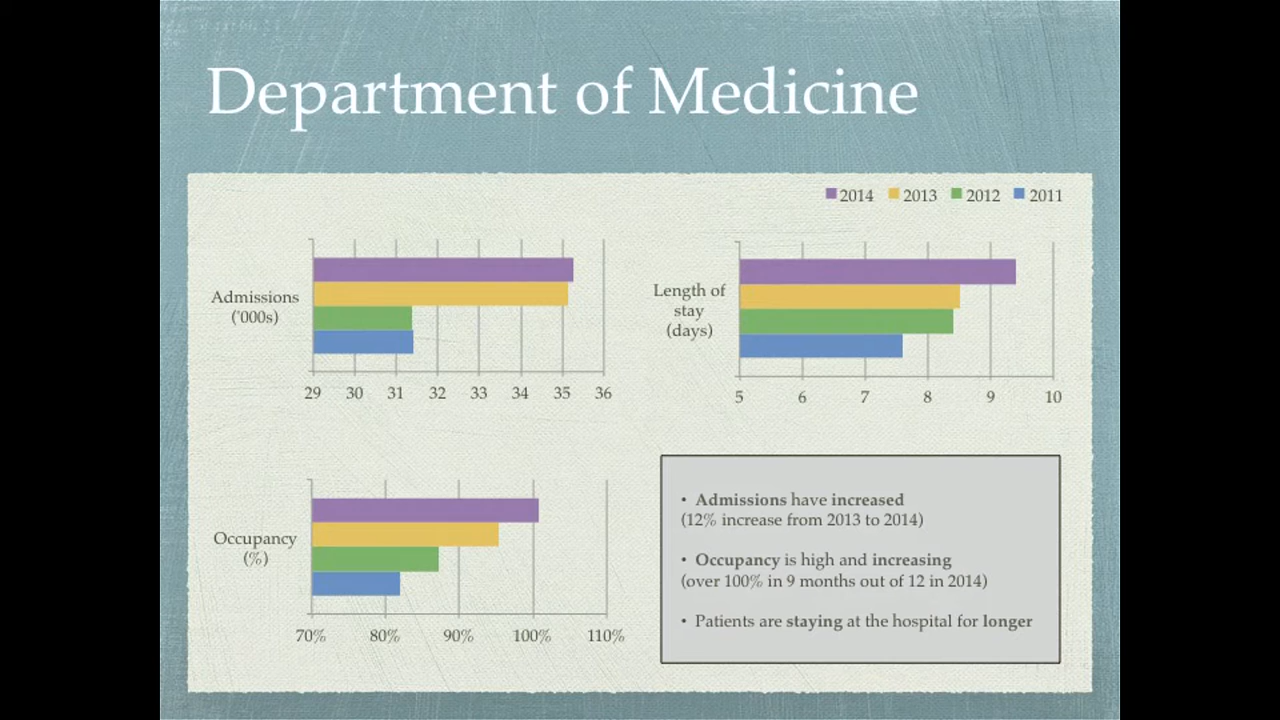 Department of Medicine
2014 2013 2012 2011
Admissions
('000s)
29 30 31 32 33 34 35 36
Length of
stay
(days)
5 6 7 8 9 10
Occupancy
(%)
70% 80% 90% 100% 110%
• Admissions have increased
(12% increase from 2013 to 2014)
• Occupancy is high and increasing
(over 100% in 9 months out of 12 in 2014)
• Patients are staying at the hospital for longer